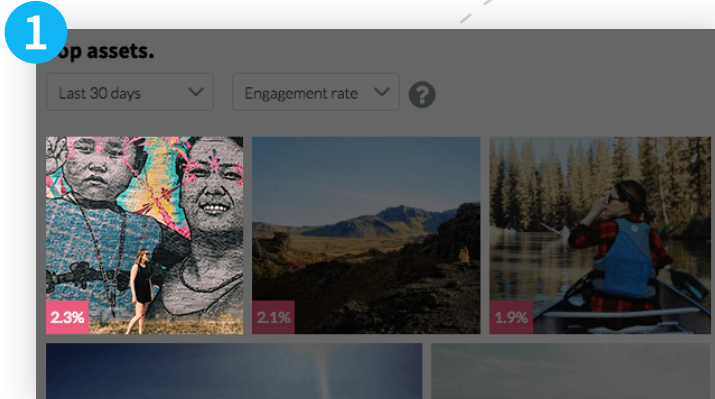 1
op assets.
Last 30 days
Engagement rate
?
2.3%
2.1%
1.9%